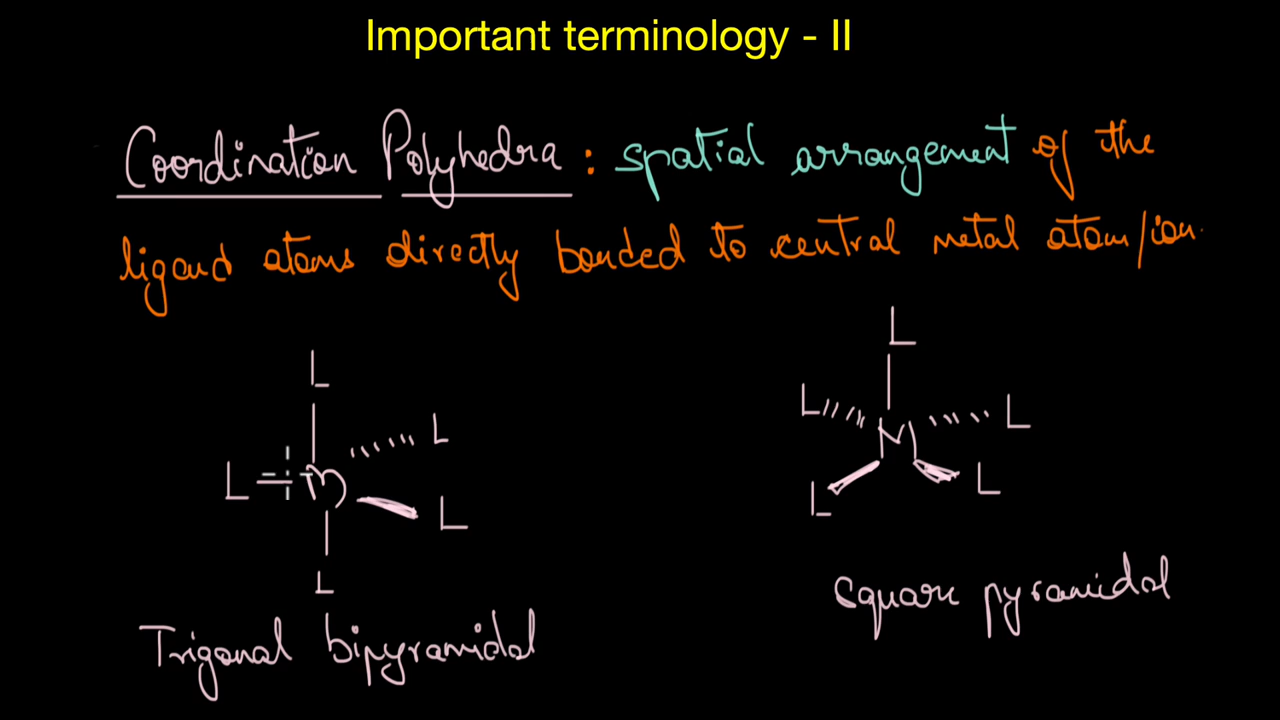 Important terminology - II
Coordination Polyhedra : spatial arrangement of the
ligand atoms directly bonded to central metal atom/ion.
L
L
L
L
L
M
L
L
M
L
L
L
Square pyramidal
Trigonal bipyramidal